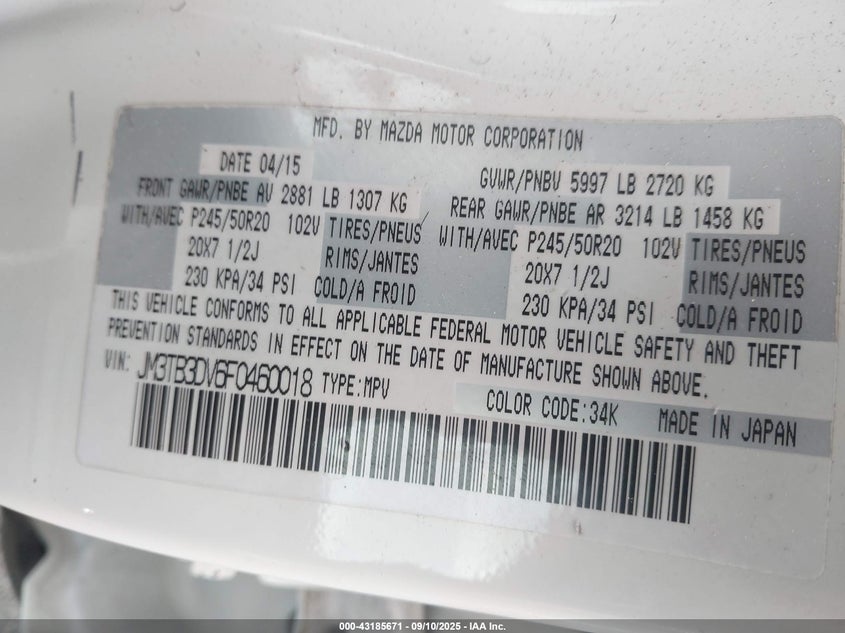 MFD. BY MAZDA MOTOR CORPORATION
DATE 04/15 GVWR/PNBV 5997 LB 2720 KG
FRONT GAWR/PNBE AV 2881 LB 1307 KG REAR GAWR/PNBE AR 3214 LB 1458 KG
WITH/AVEC P245/50R20 102V TIRES/PNEUS WITH/AVEC P245/50R20 102V TIRES/PNEUS
20X7 1/2J RIMS/JANTES 20X7 1/2J RIMS/JANTES
230 KPA/34 PSI COLD/A FROID 230 KPA/34 PSI COLD/A FROID
THIS VEHICLE CONFORMS TO ALL APPLICABLE FEDERAL MOTOR VEHICLE SAFETY AND THEFT
PREVENTION STANDARDS IN EFFECT ON THE DATE OF MANUFACTURE SHOWN ABOVE.
VIN: JM3TB3DV6F0460018 TYPE:MPV
COLOR CODE:34K MADE IN JAPAN
000-43185671 - 09/10/2025 - IAA Inc.